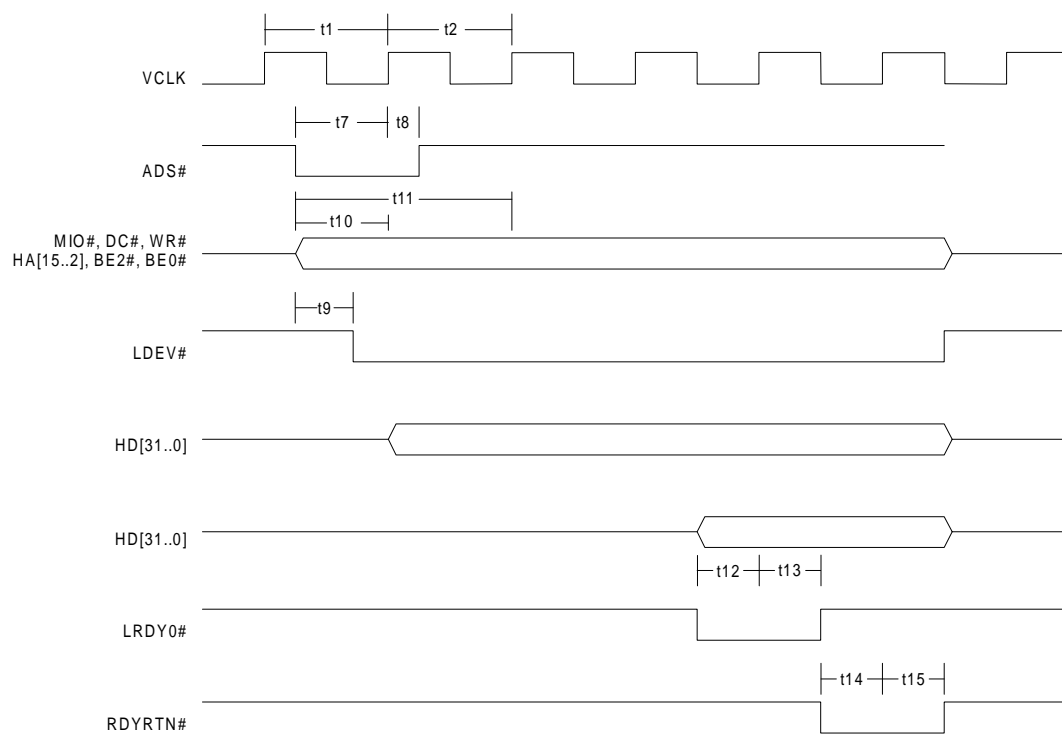 t1
t2
VCLK
t7
t8
ADS#
t11
t10
MIO#, DC#, WR#
HA[15..2], BE2#, BE0#
t9
LDEV#
HD[31..0]
HD[31..0]
t12
t13
LRDY0#
t14
t15
RDYRTN#